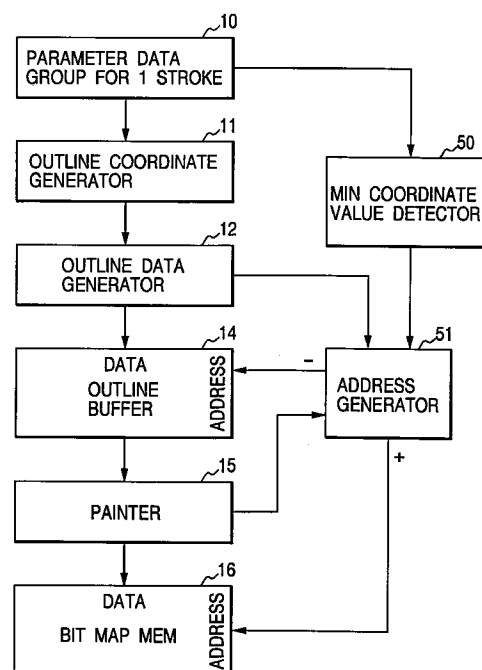 10
PARAMETER DATA
GROUP FOR 1 STROKE
11
OUTLINE COORDINATE
GENERATOR
50
MIN COORDINATE
VALUE DETECTOR
12
OUTLINE DATA
GENERATOR
14
DATA
OUTLINE
BUFFER
ADDRESS
-
51
ADDRESS
GENERATOR
+
15
PAINTER
16
DATA
BIT MAP MEM
ADDRESS